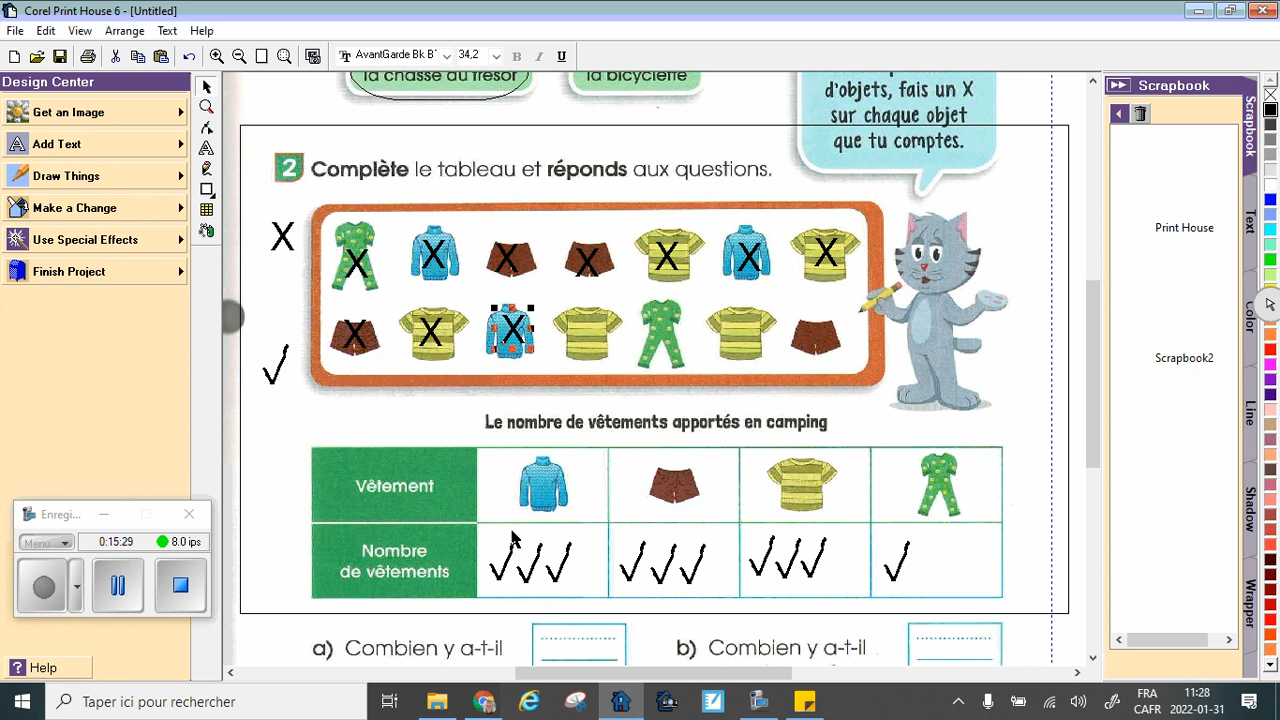 Corel Print House 6 - [Untitled]
File Edit View Arrange Text Help
AvantGarde Bk BT 34,2 B I U
Design Center
Get an Image
Add Text
Draw Things
Make a Change
Use Special Effects
Finish Project
Help
la chasse au trésor
la bicyclette
d'objets, fais un X
sur chaque objet
que tu comptes.
2 Complète le tableau et réponds aux questions.
X
X X X X X X X
X X X
Le nombre de vêtements apportés en camping
Vêtement
Nombre
de vêtements
a) Combien y a-t-il
b) Combien y a-t-il
Enregi...
Menu
0:15:29
8.0 ips
Scrapbook
Print House
Scrapbook2
Scrapbook
Text
Color
Line
Shadow
Wrapper
Taper ici pour rechercher
FRA
CAFR
11:28
2022-01-31